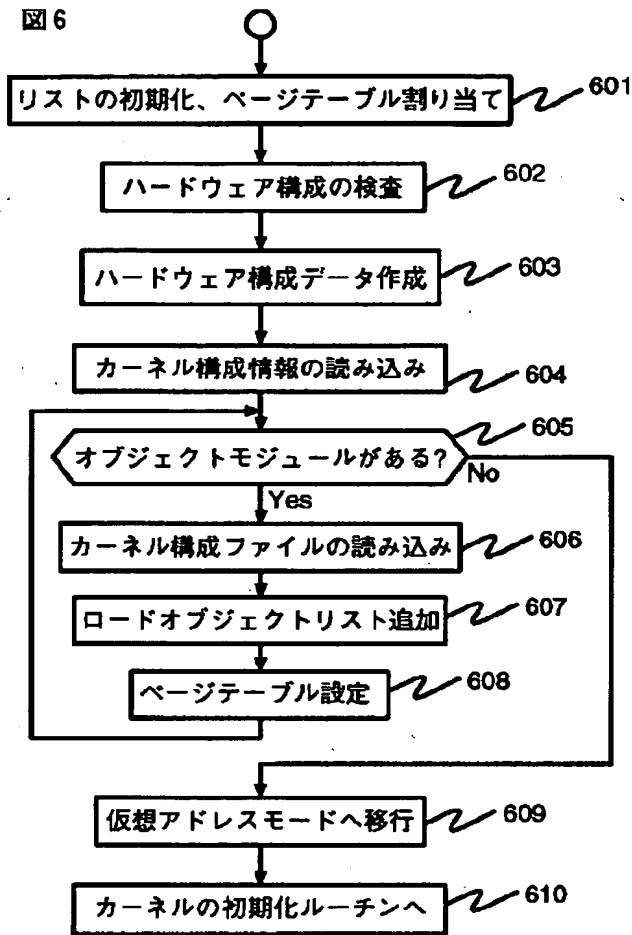 図6
リストの初期化、ページテーブル割り当て
601
ハードウェア構成の検査
602
ハードウェア構成データ作成
603
カーネル構成情報の読み込み
604
オブジェクトモジュールがある?
605
No
Yes
カーネル構成ファイルの読み込み
606
ロードオブジェクトリスト追加
607
ページテーブル設定
608
仮想アドレスモードへ移行
609
カーネルの初期化ルーチンへ
610